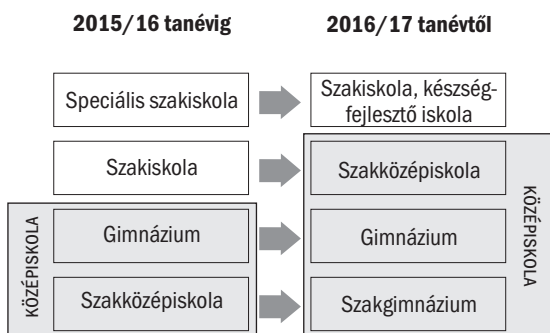 2015/16 tanévig
2016/17 tanévtől
Speciális szakiskola
Szakiskola, készség-
fejlesztő iskola
Szakiskola
Szakközépiskola
KÖZÉPISKOLA
Gimnázium
Gimnázium
KÖZÉPISKOLA
Szakközépiskola
Szakgimnázium